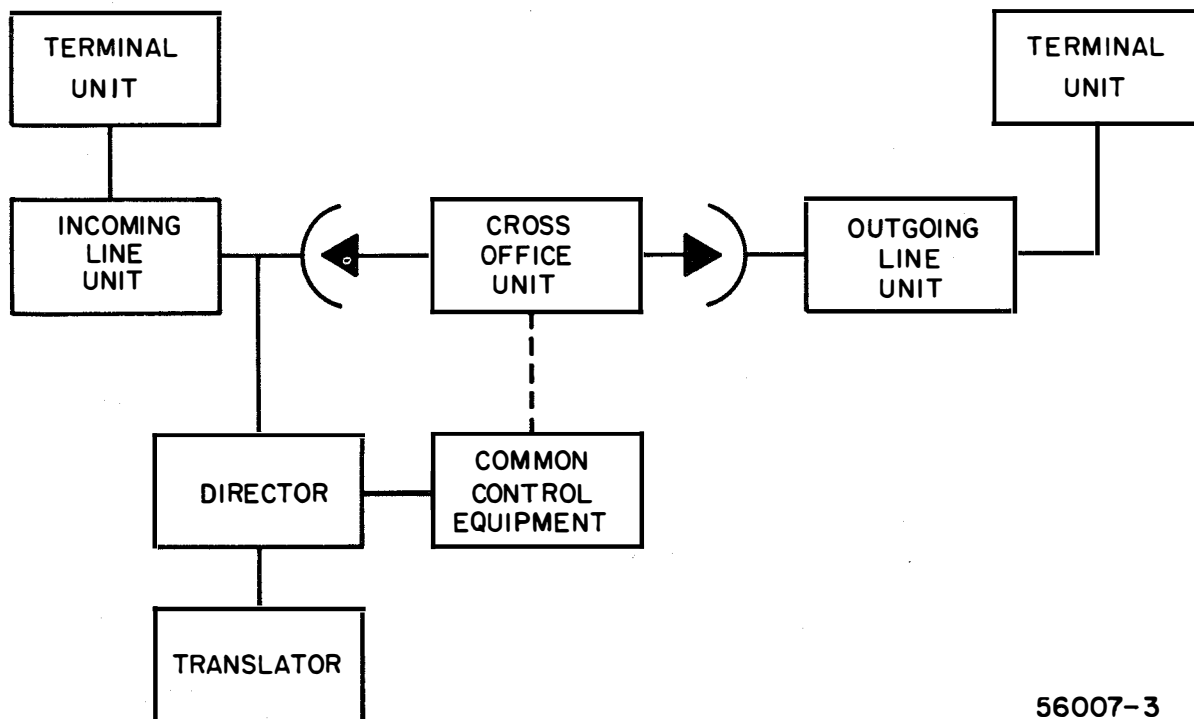 TERMINAL
UNIT
TERMINAL
UNIT
INCOMING
LINE
UNIT
CROSS
OFFICE
UNIT
OUTGOING
LINE
UNIT
DIRECTOR
COMMON
CONTROL
EQUIPMENT
TRANSLATOR
56007-3